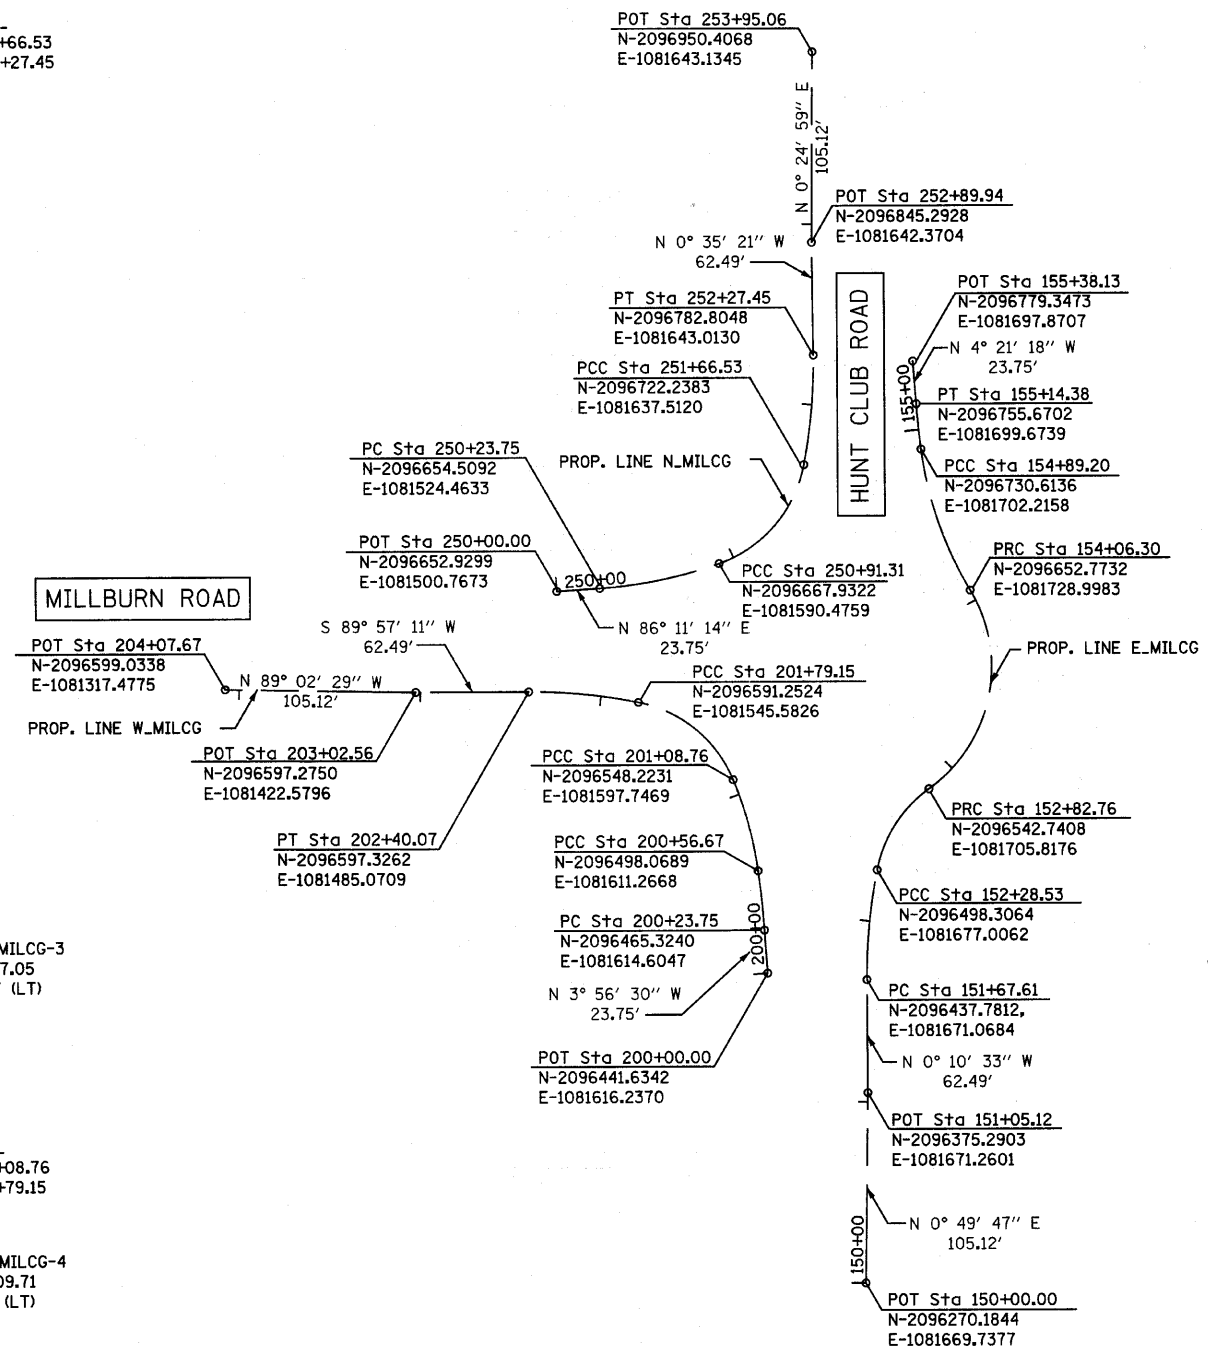 +66.53
+27.45
POT Sta 253+95.06
N-2096950.4068
E-1081643.1345
N 0° 24′ 59″ E
105.12′
POT Sta 252+89.94
N-2096845.2928
E-1081642.3704
N 0° 35′ 21″ W
62.49′
PT Sta 252+27.45
N-2096782.8048
E-1081643.0130
PCC Sta 251+66.53
N-2096722.2383
E-1081637.5120
HUNT CLUB ROAD
POT Sta 155+38.13
N-2096779.3473
E-1081697.8707
N 4° 21′ 18″ W
23.75′
155+00
PT Sta 155+14.38
N-2096755.6702
E-1081699.6739
PCC Sta 154+89.20
N-2096730.6136
E-1081702.2158
PC Sta 250+23.75
N-2096654.5092
E-1081524.4633
PROP. LINE N_MILCG
POT Sta 250+00.00
N-2096652.9299
E-1081500.7673
250+00
PCC Sta 250+91.31
N-2096667.9322
E-1081590.4759
N 86° 11′ 14″ E
23.75′
PRC Sta 154+06.30
N-2096652.7732
E-1081728.9983
PROP. LINE E_MILCG
MILLBURN ROAD
POT Sta 204+07.67
N-2096599.0338
E-1081317.4775
S 89° 57′ 11″ W
62.49′
N 89° 02′ 29″ W
105.12′
PROP. LINE W_MILCG
PCC Sta 201+79.15
N-2096591.2524
E-1081545.5826
POT Sta 203+02.56
N-2096597.2750
E-1081422.5796
PCC Sta 201+08.76
N-2096548.2231
E-1081597.7469
PT Sta 202+40.07
N-2096597.3262
E-1081485.0709
PCC Sta 200+56.67
N-2096498.0689
E-1081611.2668
PRC Sta 152+82.76
N-2096542.7408
E-1081705.8176
PCC Sta 152+28.53
N-2096498.3064
E-1081677.0062
PC Sta 200+23.75
N-2096465.3240
E-1081614.6047
200+00
N 3° 56′ 30″ W
23.75′
POT Sta 200+00.00
N-2096441.6342
E-1081616.2370
PC Sta 151+67.61
N-2096437.7812,
E-1081671.0684
N 0° 10′ 33″ W
62.49′
POT Sta 151+05.12
N-2096375.2903
E-1081671.2601
N 0° 49′ 47″ E
105.12′
150+00
POT Sta 150+00.00
N-2096270.1844
E-1081669.7377
MILCG-3
7.05
(LT)
+08.76
+79.15
MILCG-4
09.71
(LT)